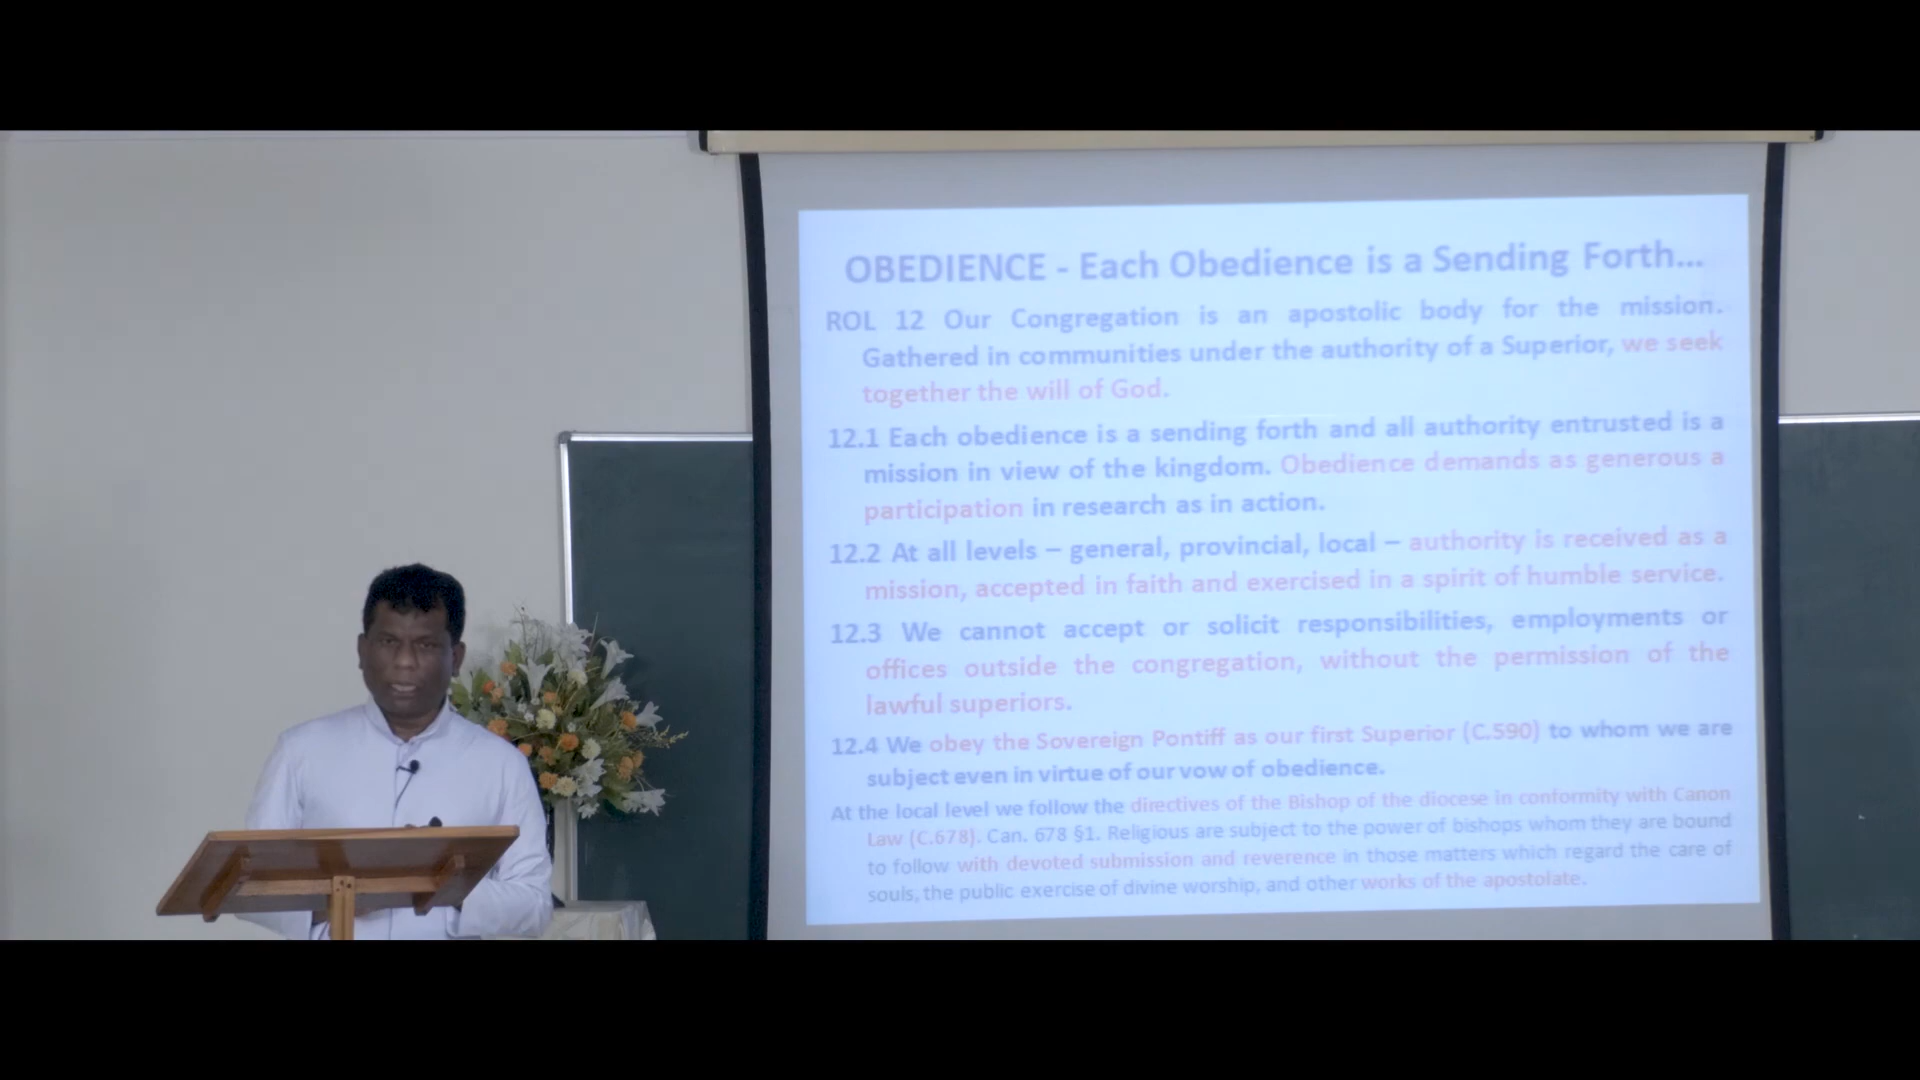 OBEDIENCE - Each Obedience is a Sending Forth...
ROL 12 Our Congregation is an apostolic body for the mission.
Gathered in communities under the authority of a Superior, we seek
together the will of God.
12.1 Each obedience is a sending forth and all authority entrusted is a
mission in view of the kingdom. Obedience demands as generous a
participation in research as in action.
12.2 At all levels – general, provincial, local – authority is received as a
mission, accepted in faith and exercised in a spirit of humble service.
12.3 We cannot accept or solicit responsibilities, employments or
offices outside the congregation, without the permission of the
lawful superiors.
12.4 We obey the Sovereign Pontiff as our first Superior (C.590) to whom we are
subject even in virtue of our vow of obedience.
At the local level we follow the directives of the Bishop of the diocese in conformity with Canon
Law (C.678). Can. 678 §1. Religious are subject to the power of bishops whom they are bound
to follow with devoted submission and reverence in those matters which regard the care of
souls, the public exercise of divine worship, and other works of the apostolate.